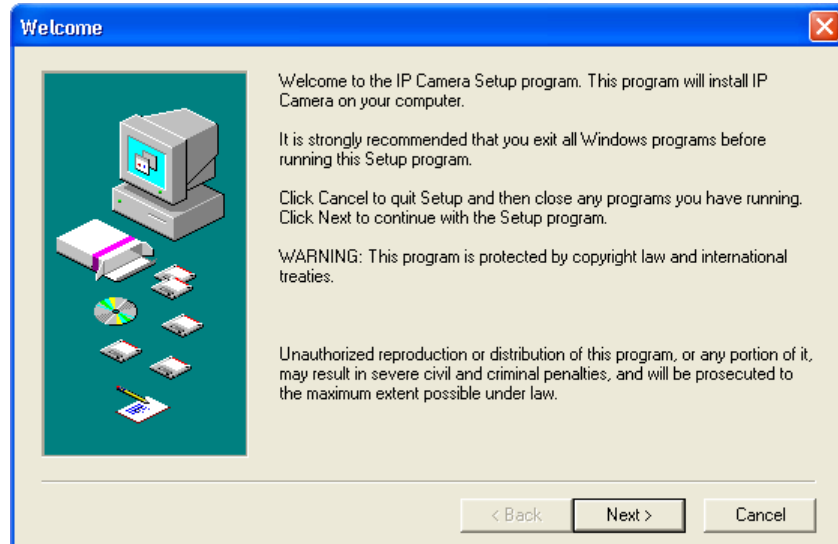 Welcome
Welcome to the IP Camera Setup program. This program will install IP
Camera on your computer.
It is strongly recommended that you exit all Windows programs before
running this Setup program.
Click Cancel to quit Setup and then close any programs you have running.
Click Next to continue with the Setup program.
WARNING: This program is protected by copyright law and international
treaties.
Unauthorized reproduction or distribution of this program, or any portion of it,
may result in severe civil and criminal penalties, and will be prosecuted to
the maximum extent possible under law.
< Back Next > Cancel